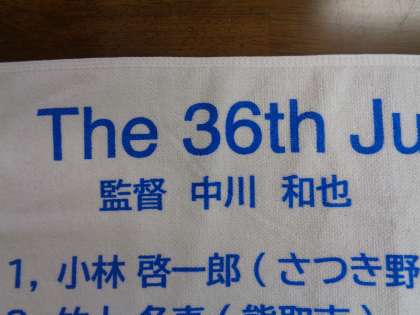 The 36th Ju
監督 中川 和也
1, 小林 啓一郎 ( さつき野